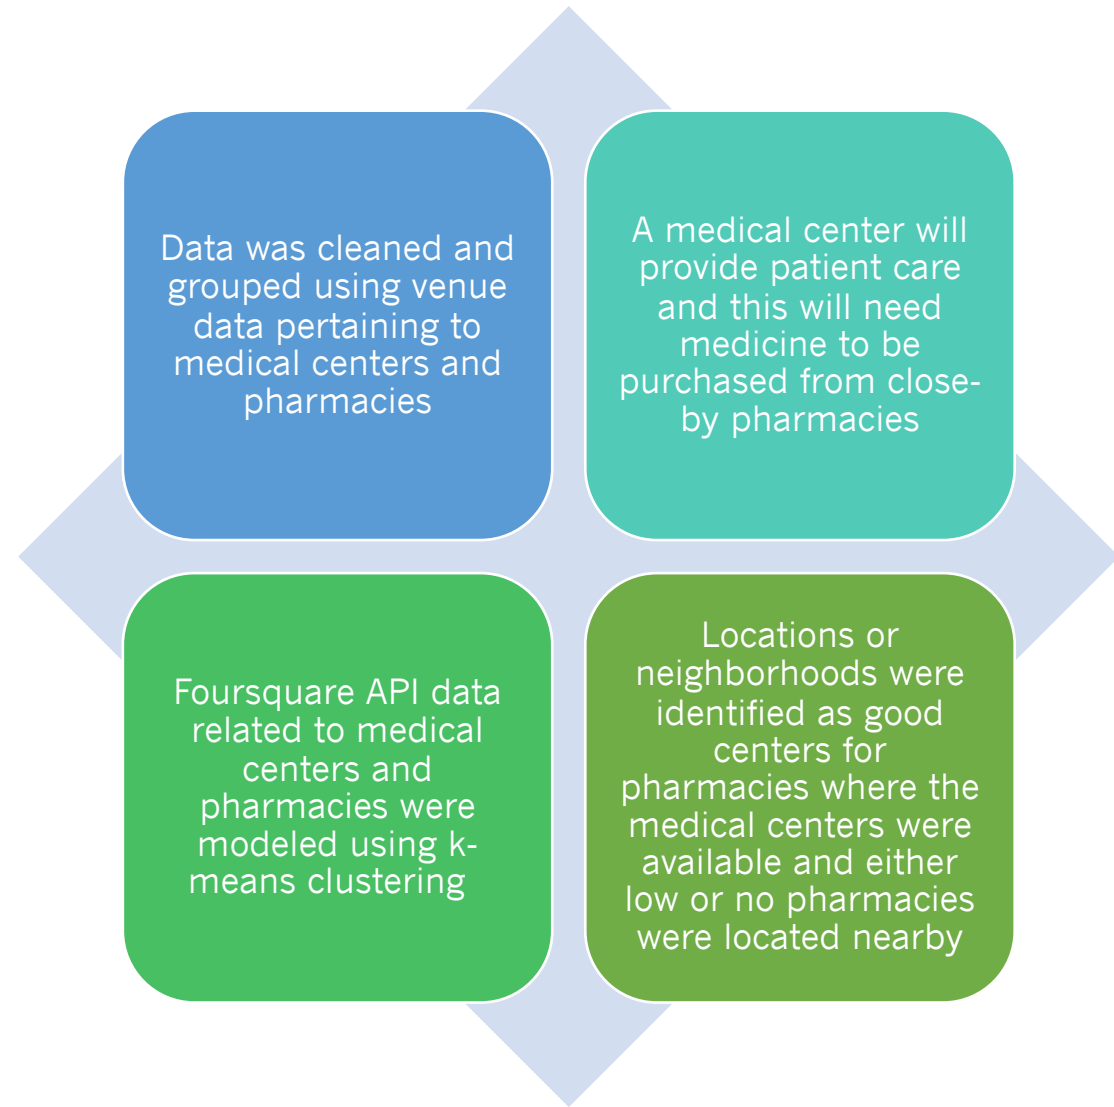 Data was cleaned and
grouped using venue
data pertaining to
medical centers and
pharmacies
A medical center will
provide patient care
and this will need
medicine to be
purchased from close-
by pharmacies
Foursquare API data
related to medical
centers and
pharmacies were
modeled using k-
means clustering
Locations or
neighborhoods were
identified as good
centers for
pharmacies where the
medical centers were
available and either
low or no pharmacies
were located nearby